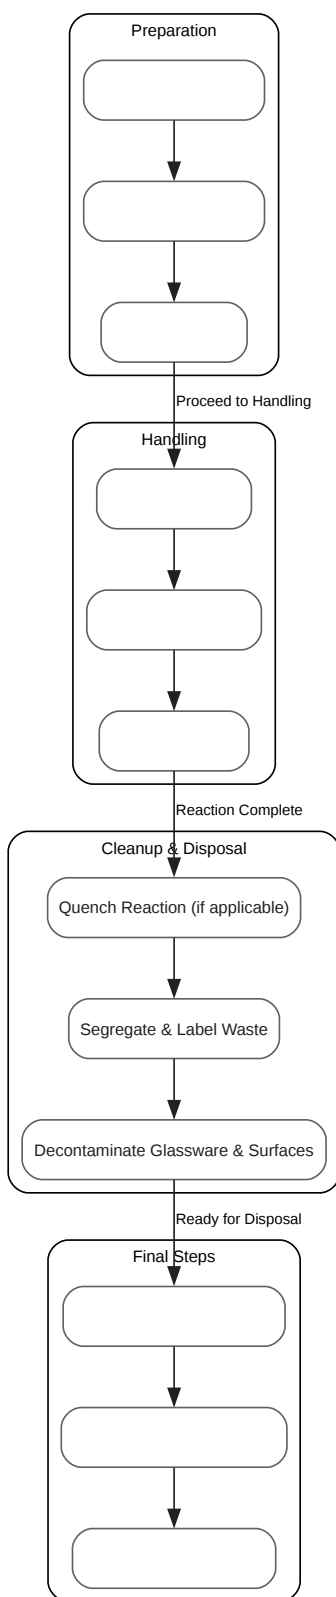 Preparation
Proceed to Handling
Handling
Reaction Complete
Cleanup & Disposal
Quench Reaction (if applicable)
Segregate & Label Waste
Decontaminate Glassware & Surfaces
Ready for Disposal
Final Steps